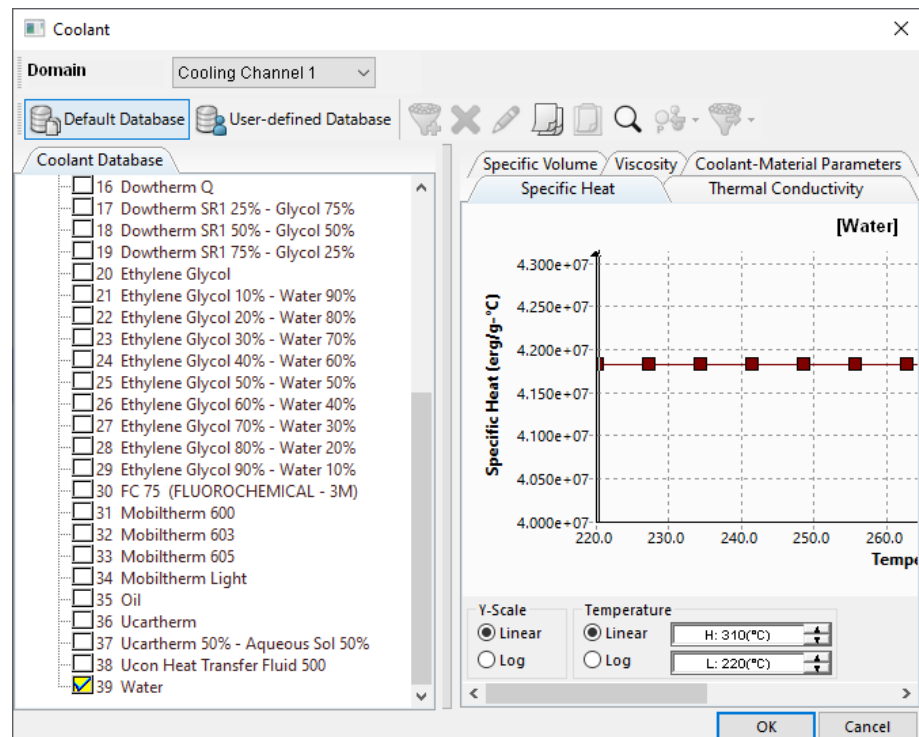 Coolant
Domain
Cooling Channel 1
Default Database
User-defined Database
Coolant Database
16 Dowtherm Q
17 Dowtherm SR1 25% - Glycol 75%
18 Dowtherm SR1 50% - Glycol 50%
19 Dowtherm SR1 75% - Glycol 25%
20 Ethylene Glycol
21 Ethylene Glycol 10% - Water 90%
22 Ethylene Glycol 20% - Water 80%
23 Ethylene Glycol 30% - Water 70%
24 Ethylene Glycol 40% - Water 60%
25 Ethylene Glycol 50% - Water 50%
26 Ethylene Glycol 60% - Water 40%
27 Ethylene Glycol 70% - Water 30%
28 Ethylene Glycol 80% - Water 20%
29 Ethylene Glycol 90% - Water 10%
30 FC 75 (FLUOROCHEMICAL - 3M)
31 Mobiltherm 600
32 Mobiltherm 603
33 Mobiltherm 605
34 Mobiltherm Light
35 Oil
36 Ucartherm
37 Ucartherm 50% - Aqueous Sol 50%
38 Ucon Heat Transfer Fluid 500
39 Water
Specific Volume Viscosity Coolant-Material Parameters
Specific Heat Thermal Conductivity
[Water]
Specific Heat (erg/g-°C)
4.300e+07
4.250e+07
4.200e+07
4.150e+07
4.100e+07
4.050e+07
4.000e+07
220.0 230.0 240.0 250.0 260.0
Tempe
Y-Scale
Linear
Log
Temperature
Linear
Log
H: 310(°C)
L: 220(°C)
OK
Cancel